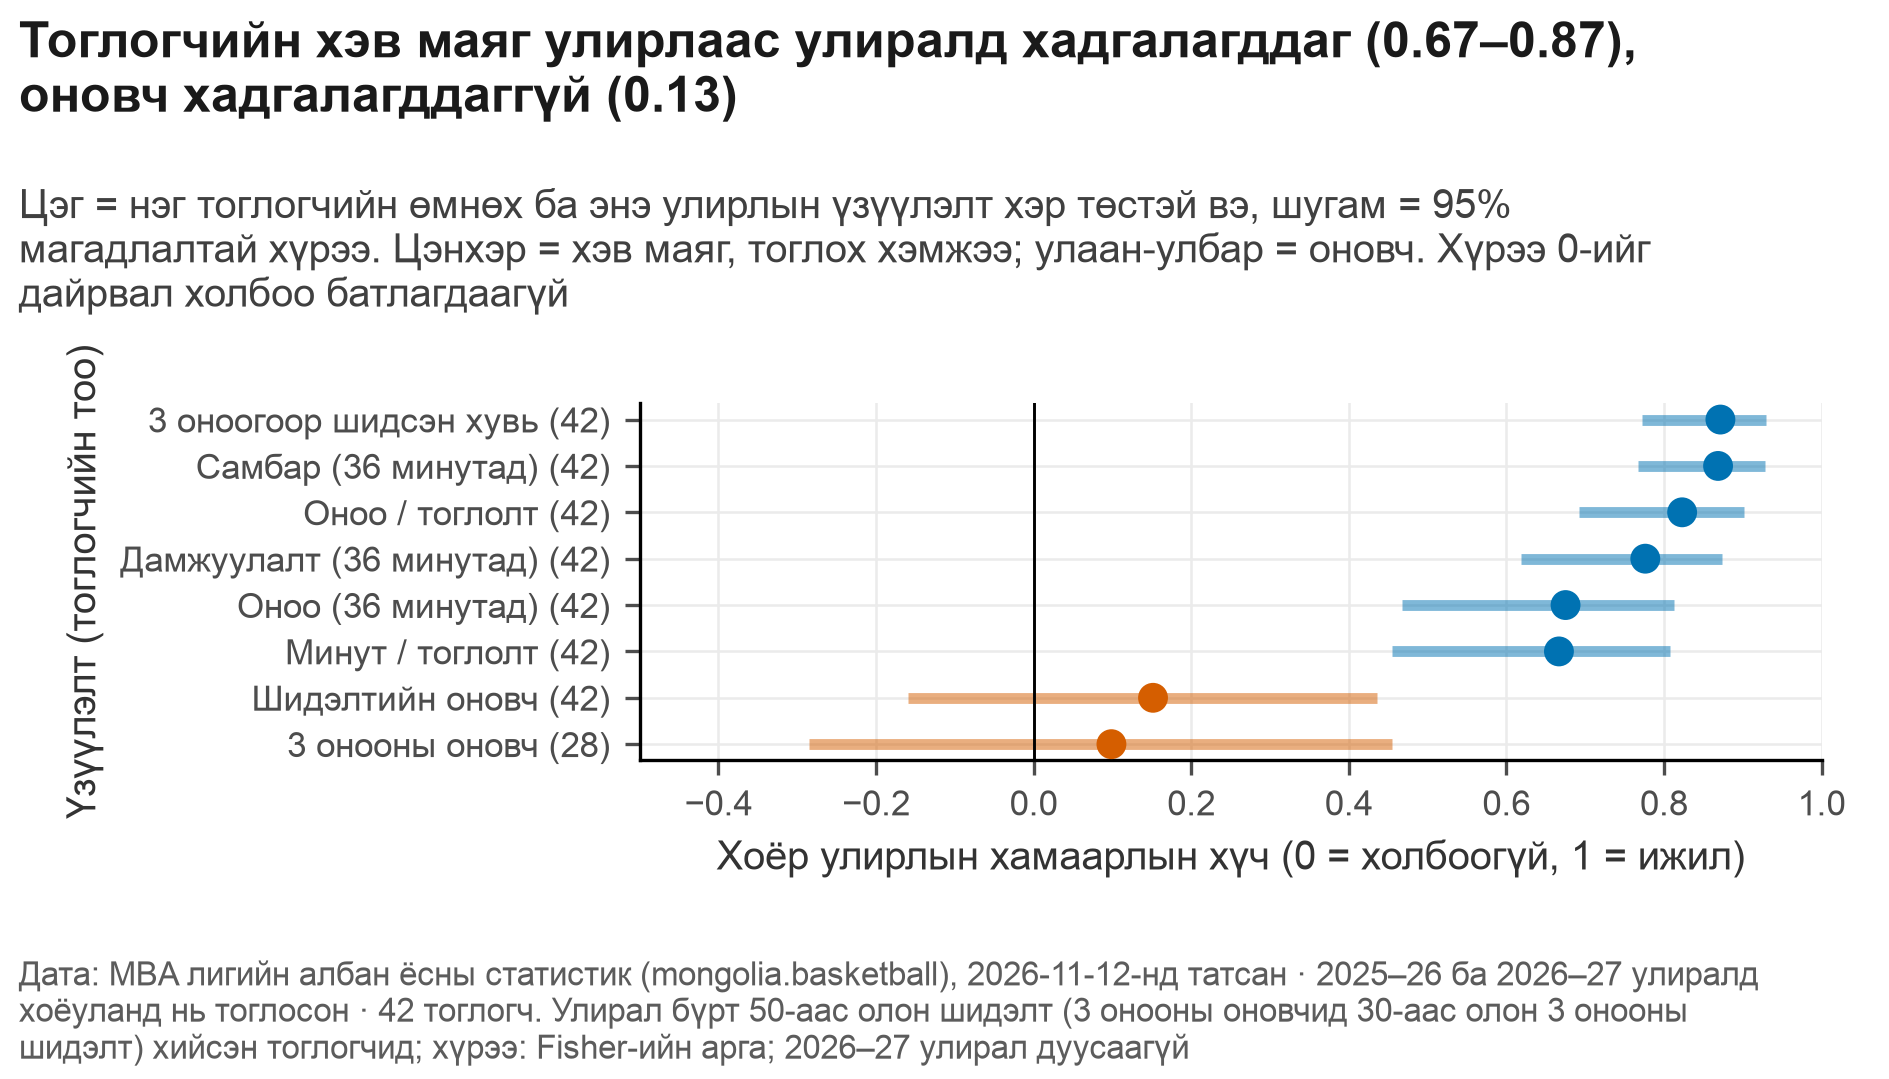 Тоглогчийн хэв маяг улирлаас улиралд хадгалагддаг (0.67–0.87),
оновч хадгалагддаггүй (0.13)
Цэг = нэг тоглогчийн өмнөх ба энэ улирлын үзүүлэлт хэр төстэй вэ, шугам = 95%
магадлалтай хүрээ. Цэнхэр = хэв маяг, тоглох хэмжээ; улаан-улбар = оновч. Хүрээ 0-ийг
дайрвал холбоо батлагдаагүй
Үзүүлэлт (тоглогчийн тоо)
3 оноогоор шидсэн хувь (42)
Самбар (36 минутад) (42)
Оноо / тоглолт (42)
Дамжуулалт (36 минутад) (42)
Оноо (36 минутад) (42)
Минут / тоглолт (42)
Шидэлтийн оновч (42)
3 онооны оновч (28)
−0.4 −0.2 0.0 0.2 0.4 0.6 0.8 1.0
Хоёр улирлын хамаарлын хүч (0 = холбоогүй, 1 = ижил)
Дата: MBA лигийн албан ёсны статистик (mongolia.basketball), 2026-11-12-нд татсан · 2025–26 ба 2026–27 улиралд
хоёуланд нь тоглосон · 42 тоглогч. Улирал бүрт 50-аас олон шидэлт (3 онооны оновчид 30-аас олон 3 онооны
шидэлт) хийсэн тоглогчид; хүрээ: Fisher-ийн арга; 2026–27 улирал дуусаагүй